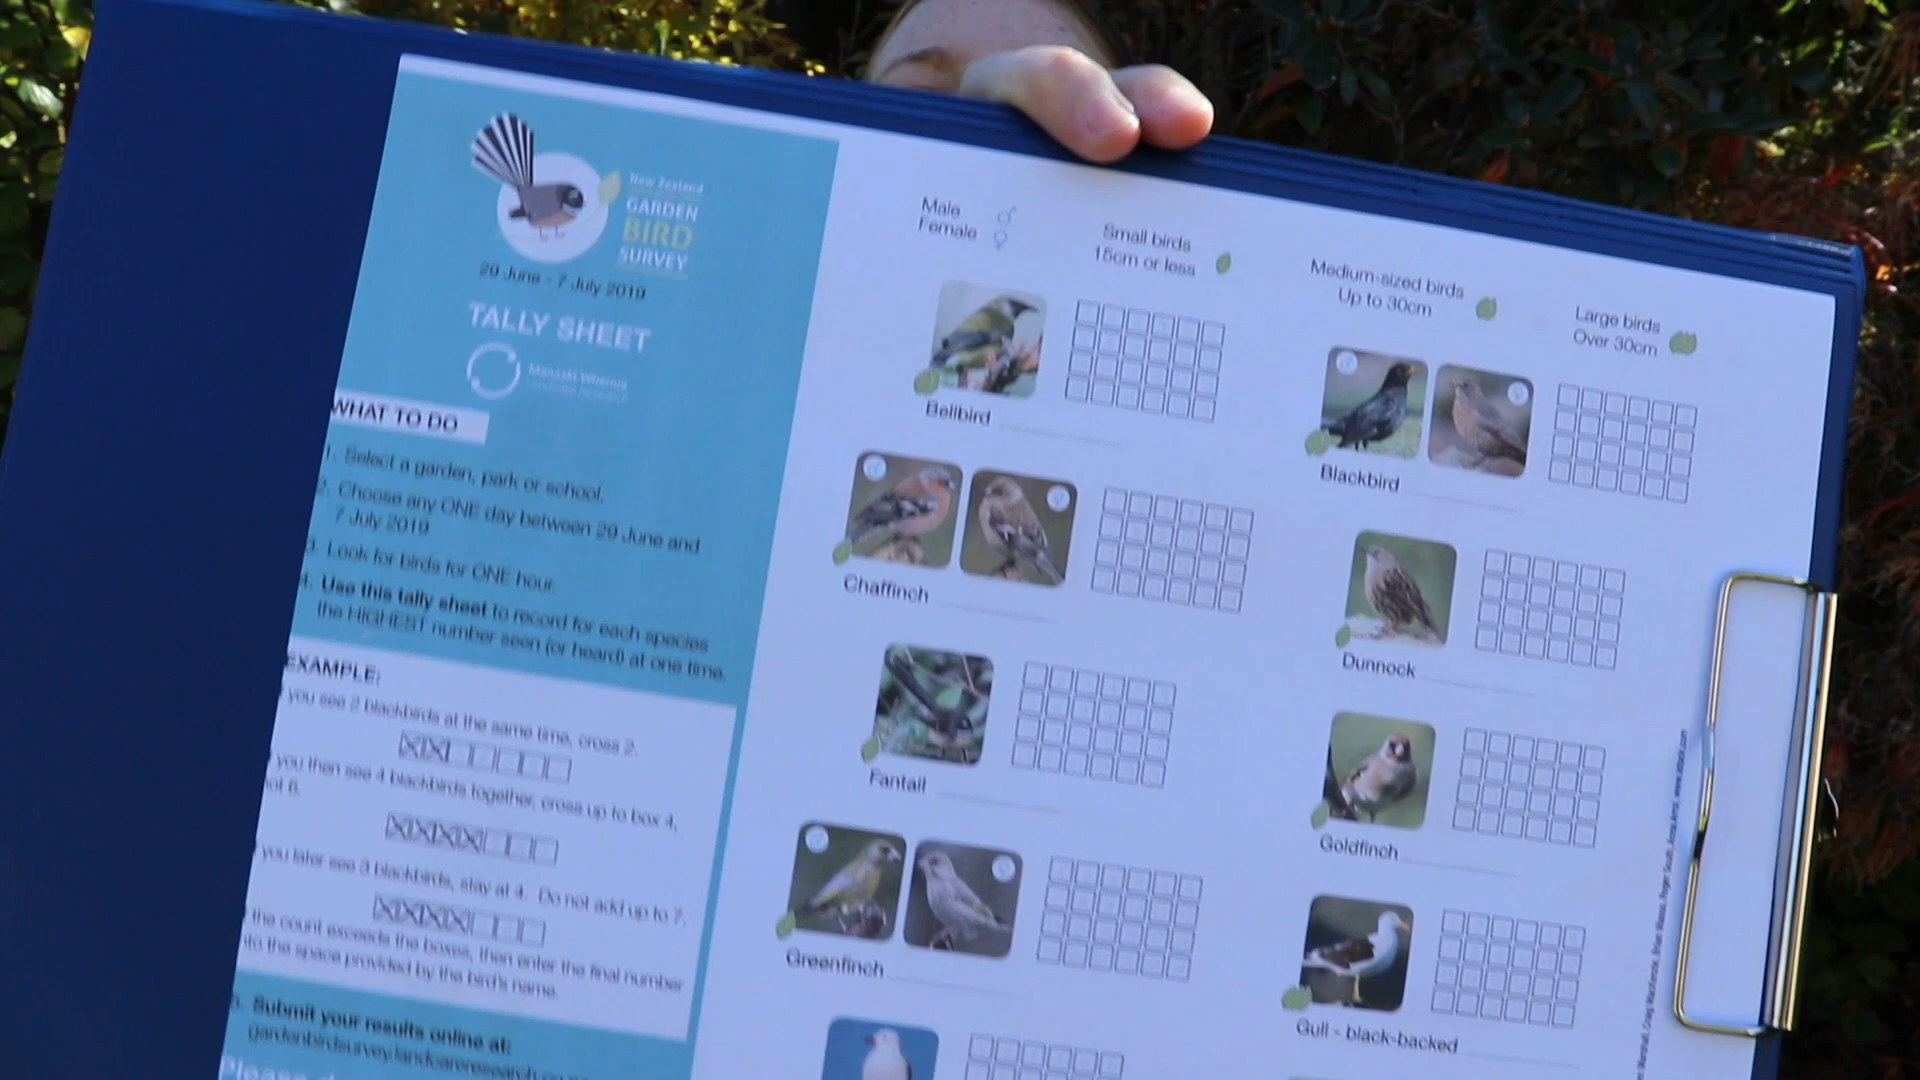 New Zealand
GARDEN
BIRD
SURVEY
29 June - 7 July 2019
TALLY SHEET
Manaaki Whenua
WHAT TO DO
1. Select a garden, park or school.
2. Choose any ONE day between 29 June and
7 July 2019
3. Look for birds for ONE hour.
4. Use this tally sheet to record for each species
the HIGHEST number seen (or heard) at one time.
EXAMPLE:
you see 2 blackbirds at the same time, cross 2.
you then see 4 blackbirds together, cross up to box 4,
not 6.
you later see 3 blackbirds, stay at 4. Do not add up to 7.
the count exceeds the boxes, then enter the final number
into the space provided by the bird's name.
5. Submit your results online at:
gardenbirdsurvey.landcareresearch.co.nz
Please
Male ♂
Female ♀
Small birds
15cm or less
Medium-sized birds
Up to 30cm
Large birds
Over 30cm
Bellbird
Blackbird
Chaffinch
Dunnock
Fantail
Goldfinch
Greenfinch
Gull - black-backed